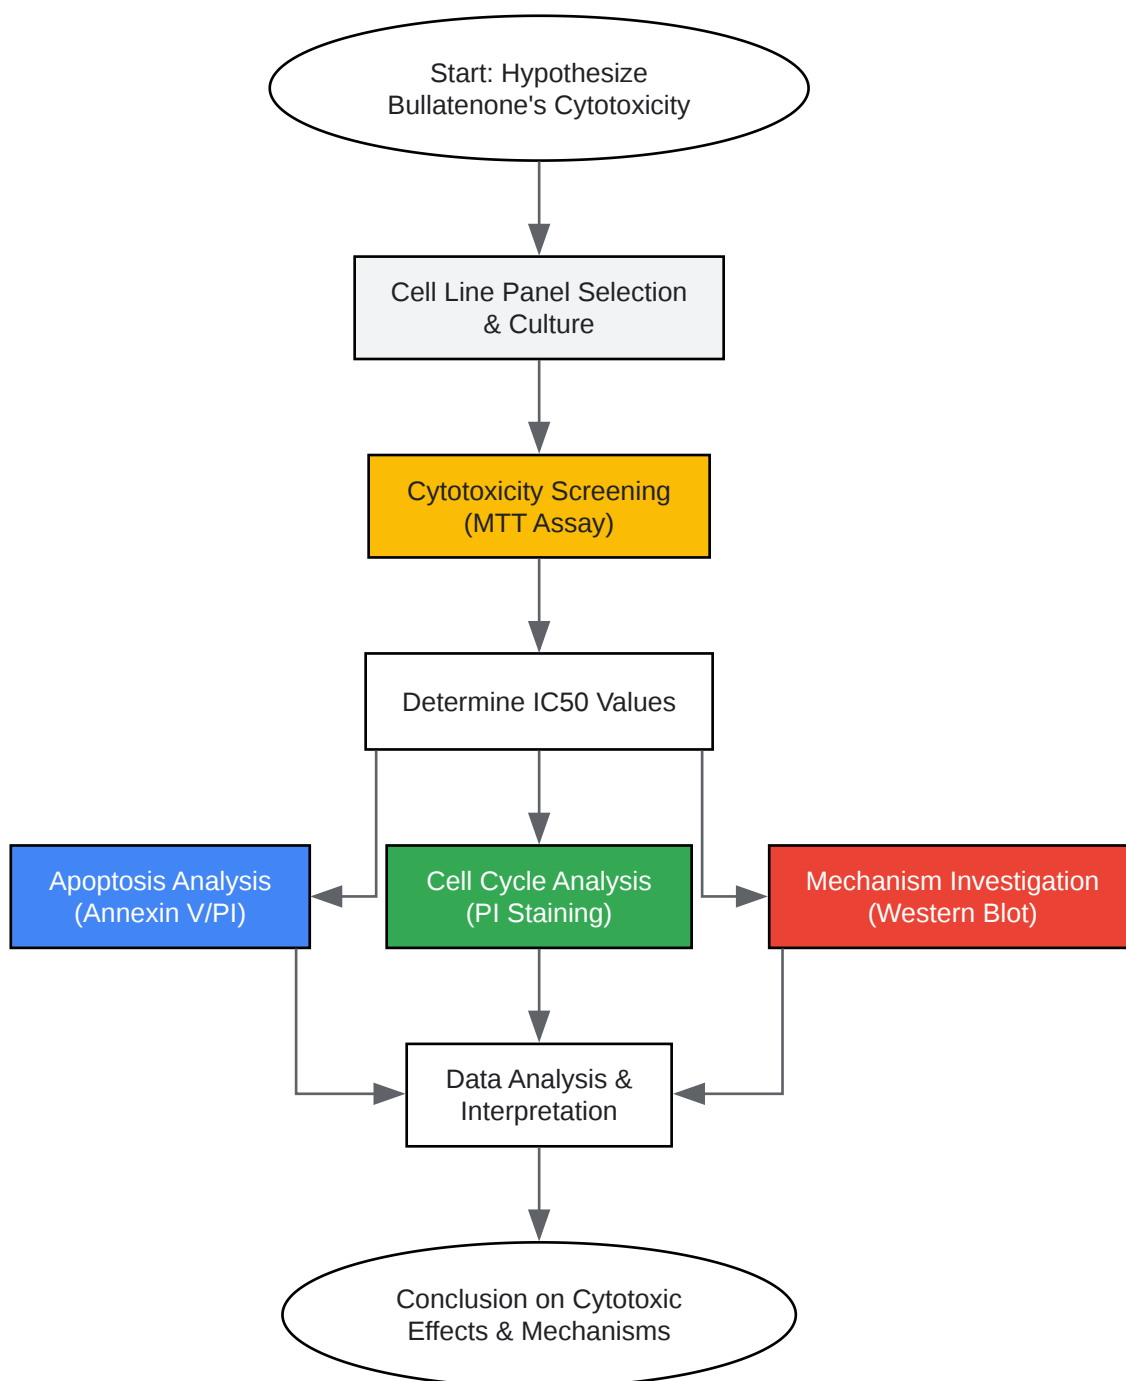 Start: Hypothesize
Bullatenone's Cytotoxicity
Cell Line Panel Selection
& Culture
Cytotoxicity Screening
(MTT Assay)
Determine IC50 Values
Apoptosis Analysis
(Annexin V/PI)
Cell Cycle Analysis
(PI Staining)
Mechanism Investigation
(Western Blot)
Data Analysis &
Interpretation
Conclusion on Cytotoxic
Effects & Mechanisms